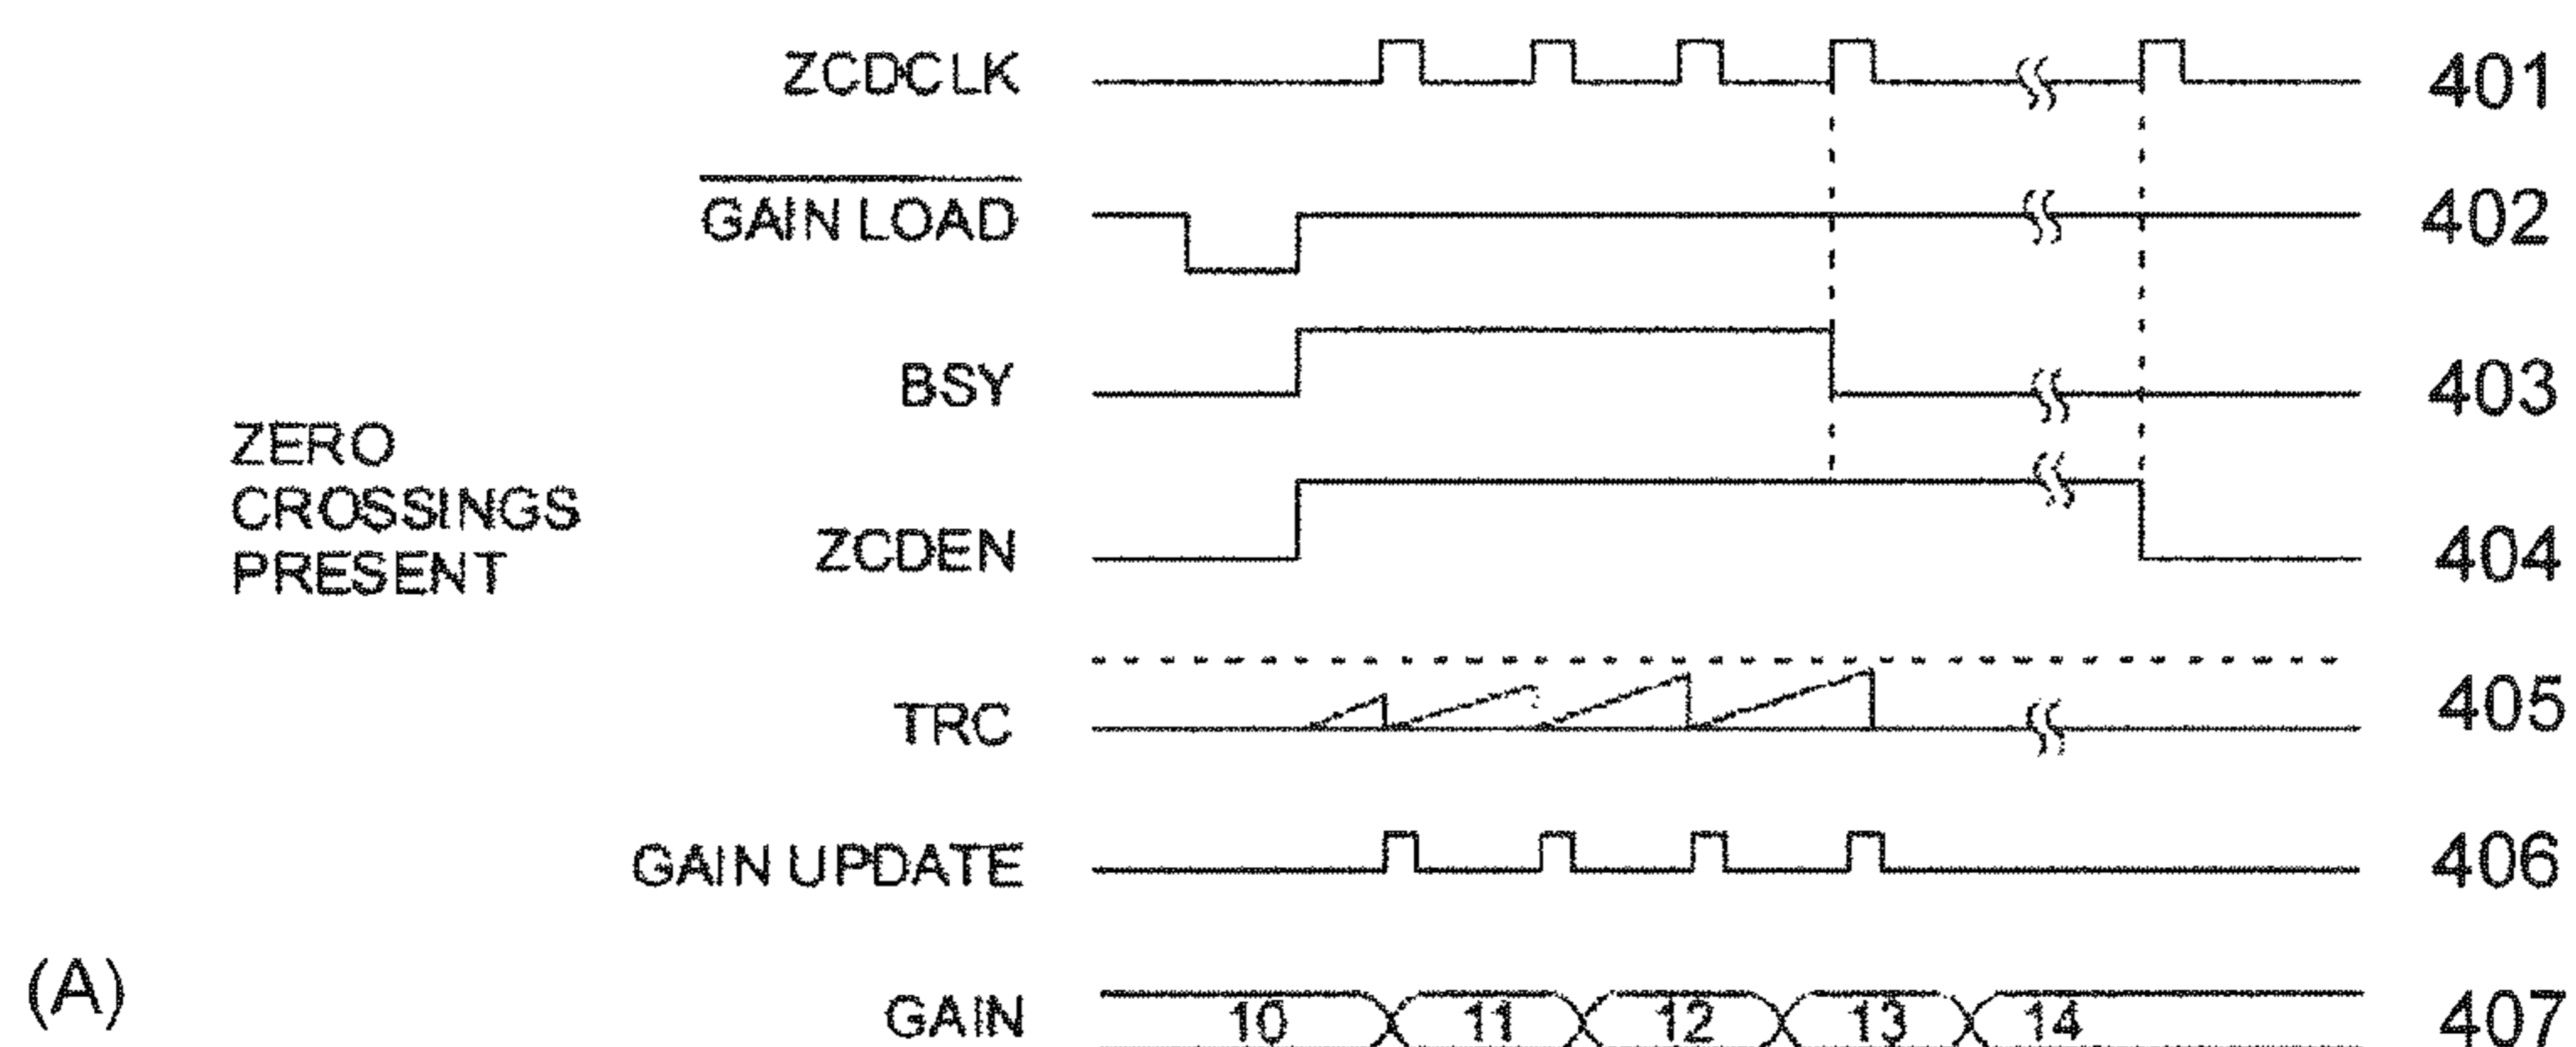 ZCDCLK 401
GAIN LOAD 402
BSY 403
ZERO
CROSSINGS
PRESENT
ZCDEN 404
TRC 405
GAIN UPDATE 406
(A)
GAIN 10 11 12 13 14 407